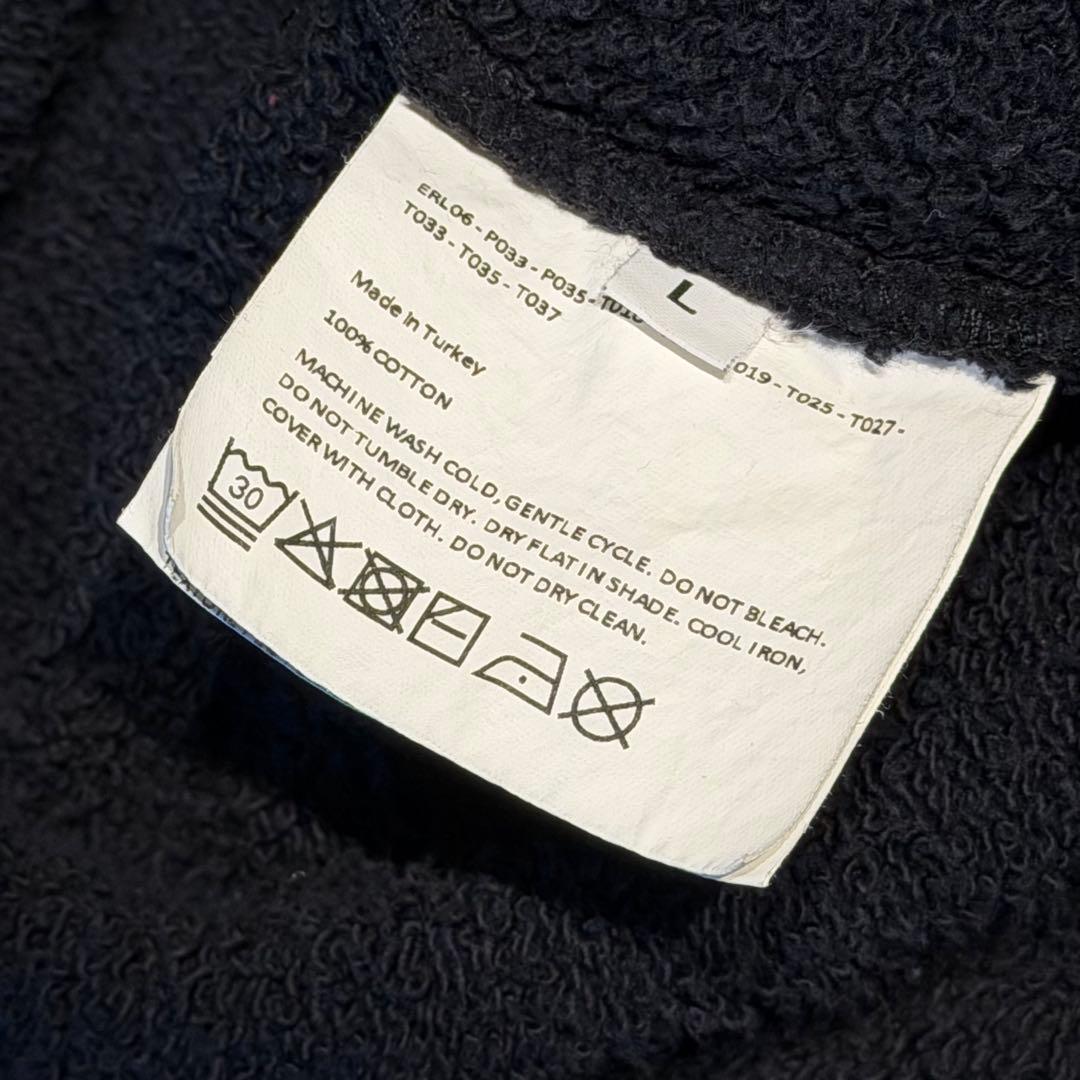 ERL06 - P033 - P035 - T018 019 - T025 - T027 -
T033 - T035 - T037
L
Made in Turkey
100% COTTON
MACHINE WASH COLD, GENTLE CYCLE. DO NOT BLEACH.
DO NOT TUMBLE DRY. DRY FLAT IN SHADE. COOL IRON,
COVER WITH CLOTH. DO NOT DRY CLEAN.
30